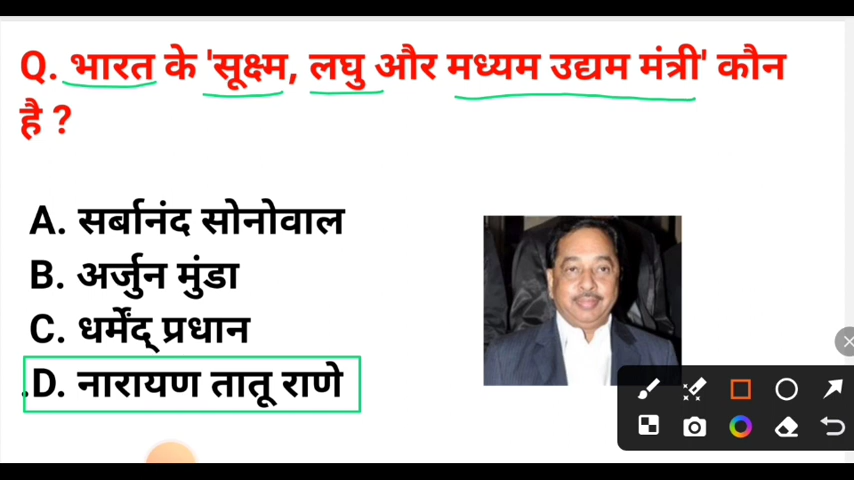 Q. भारत के 'सूक्ष्म, लघु और मध्यम उद्यम मंत्री' कौन
है ?
A. सर्बानंद सोनोवाल
B. अर्जुन मुंडा
C. धर्मेंद् प्रधान
.D. नारायण तातू राणे